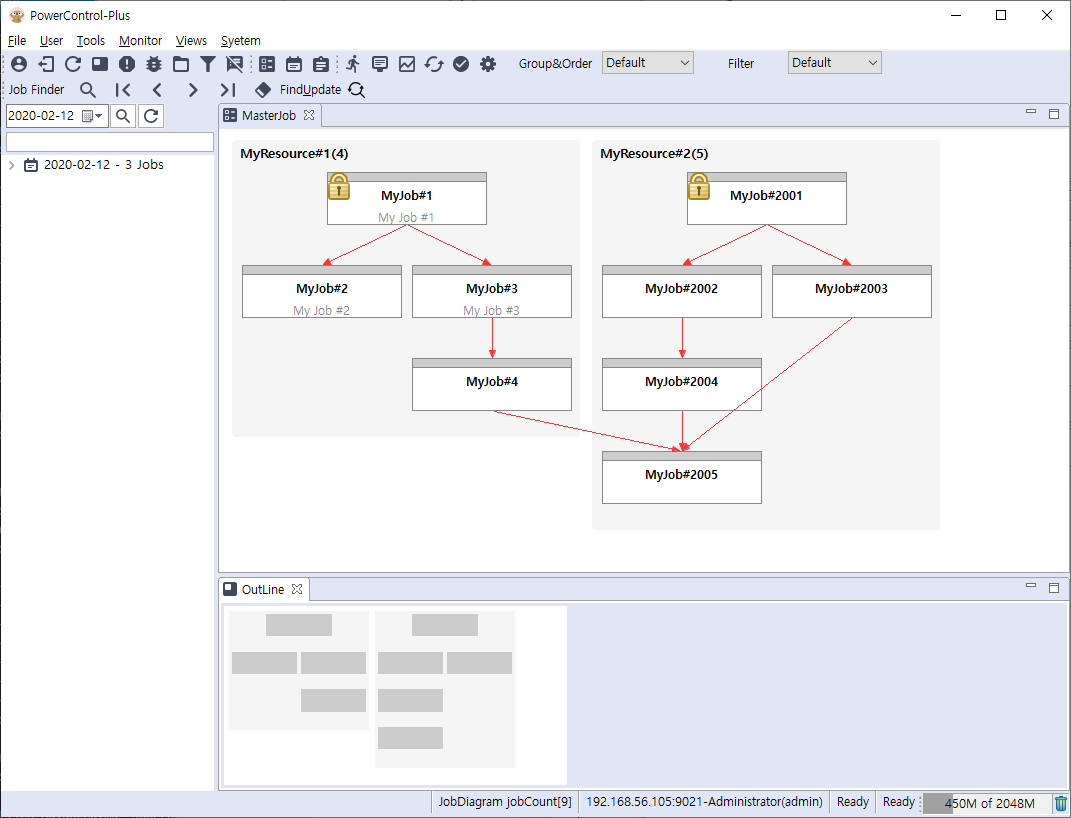 PowerControl-Plus
File User Tools Monitor Views Syetem
Group&Order Default Filter Default
Job Finder FindUpdate
2020-02-12
MasterJob
2020-02-12 - 3 Jobs
MyResource#1(4) MyResource#2(5)
MyJob#1 MyJob#2001
My Job #1
MyJob#2 MyJob#3 MyJob#2002 MyJob#2003
My Job #2 My Job #3
MyJob#4 MyJob#2004
MyJob#2005
OutLine
JobDiagram jobCount[9] 192.168.56.105:9021-Administrator(admin) Ready Ready 450M of 2048M